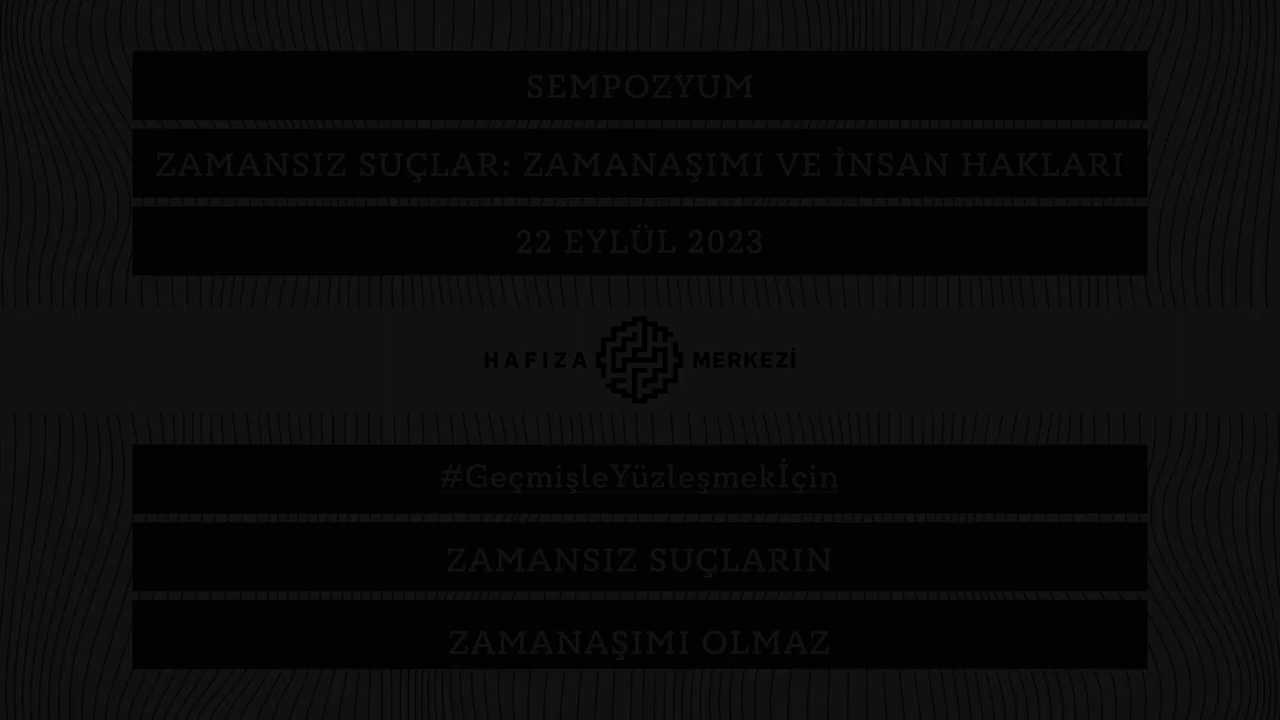 SEMPOZYUM
ZAMANSIZ SUÇLAR: ZAMANAŞIMI VE İNSAN HAKLARI
22 EYLÜL 2023
HAFIZA MERKEZİ
#GeçmişleYüzleşmekİçin
ZAMANSIZ SUÇLARIN
ZAMANAŞIMI OLMAZ